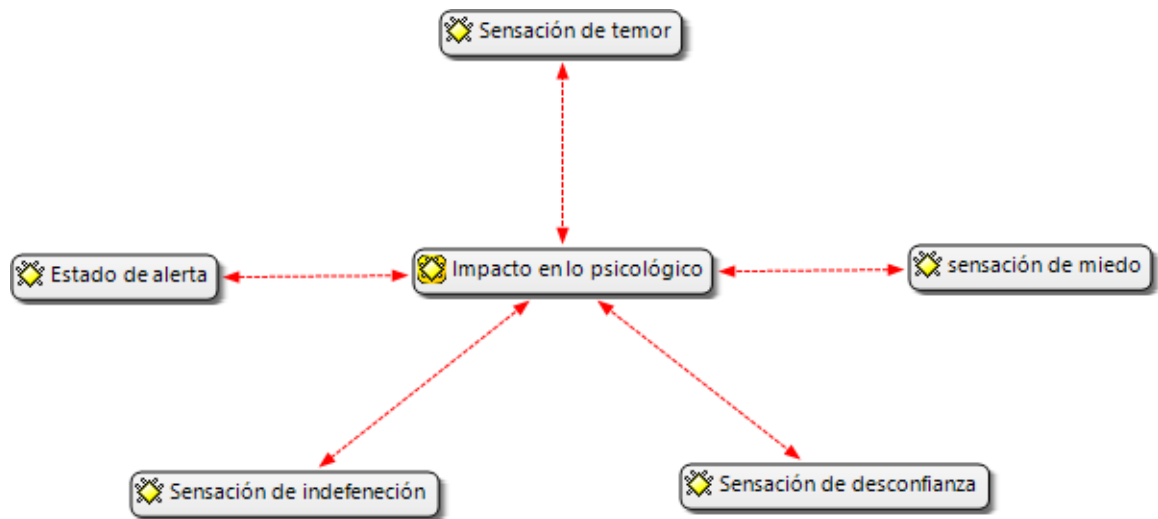 Sensación de temor
Estado de alerta
Impacto en lo psicológico
sensación de miedo
Sensación de indefeneción
Sensación de desconfianza